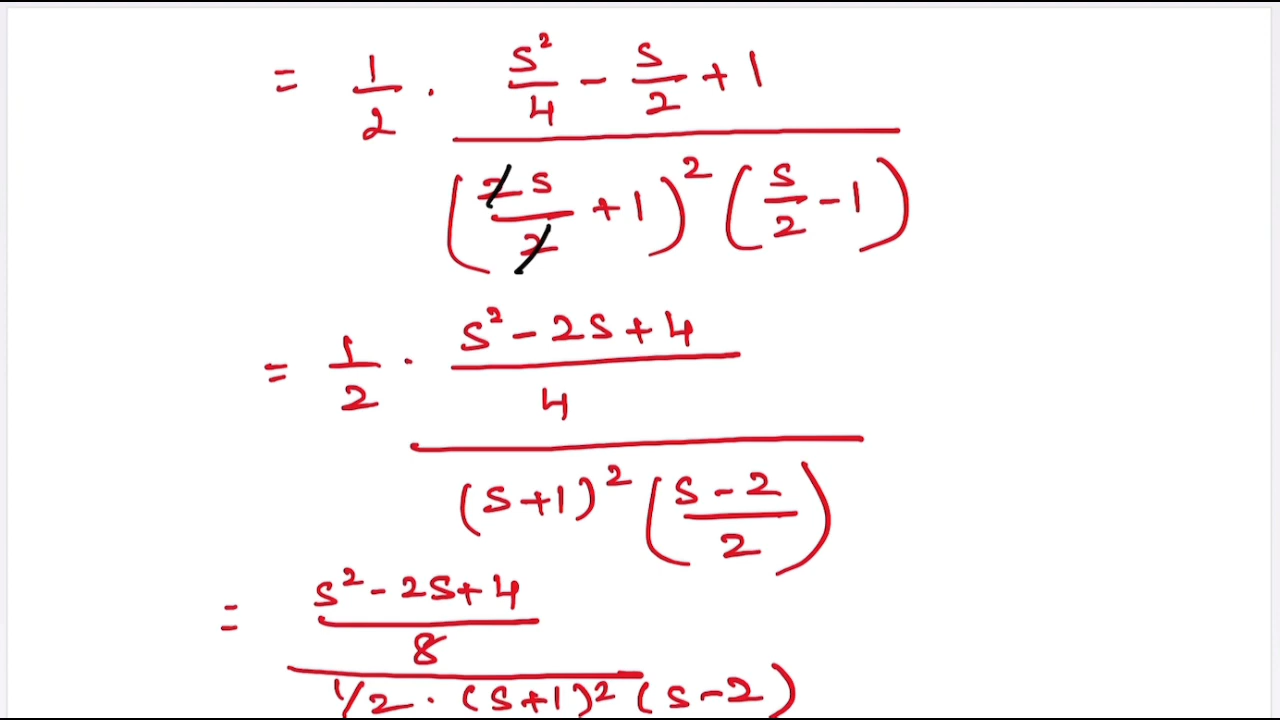 = 1/2 . s²/4 - s/2 + 1
(2s/2 + 1)² (s/2 - 1)
= 1/2 . s² - 2s + 4
4
(s+1)² (s-2/2)
= s² - 2s + 4
8
1/2 . (s+1)² (s-2)